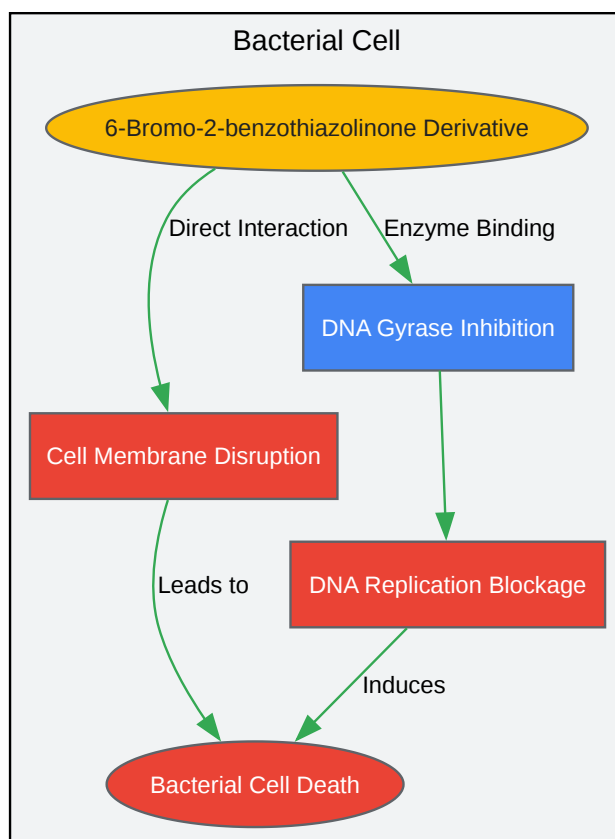 Bacterial Cell
6-Bromo-2-benzothiazolinone Derivative
Direct Interaction
Enzyme Binding
DNA Gyrase Inhibition
Cell Membrane Disruption
Leads to
DNA Replication Blockage
Induces
Bacterial Cell Death